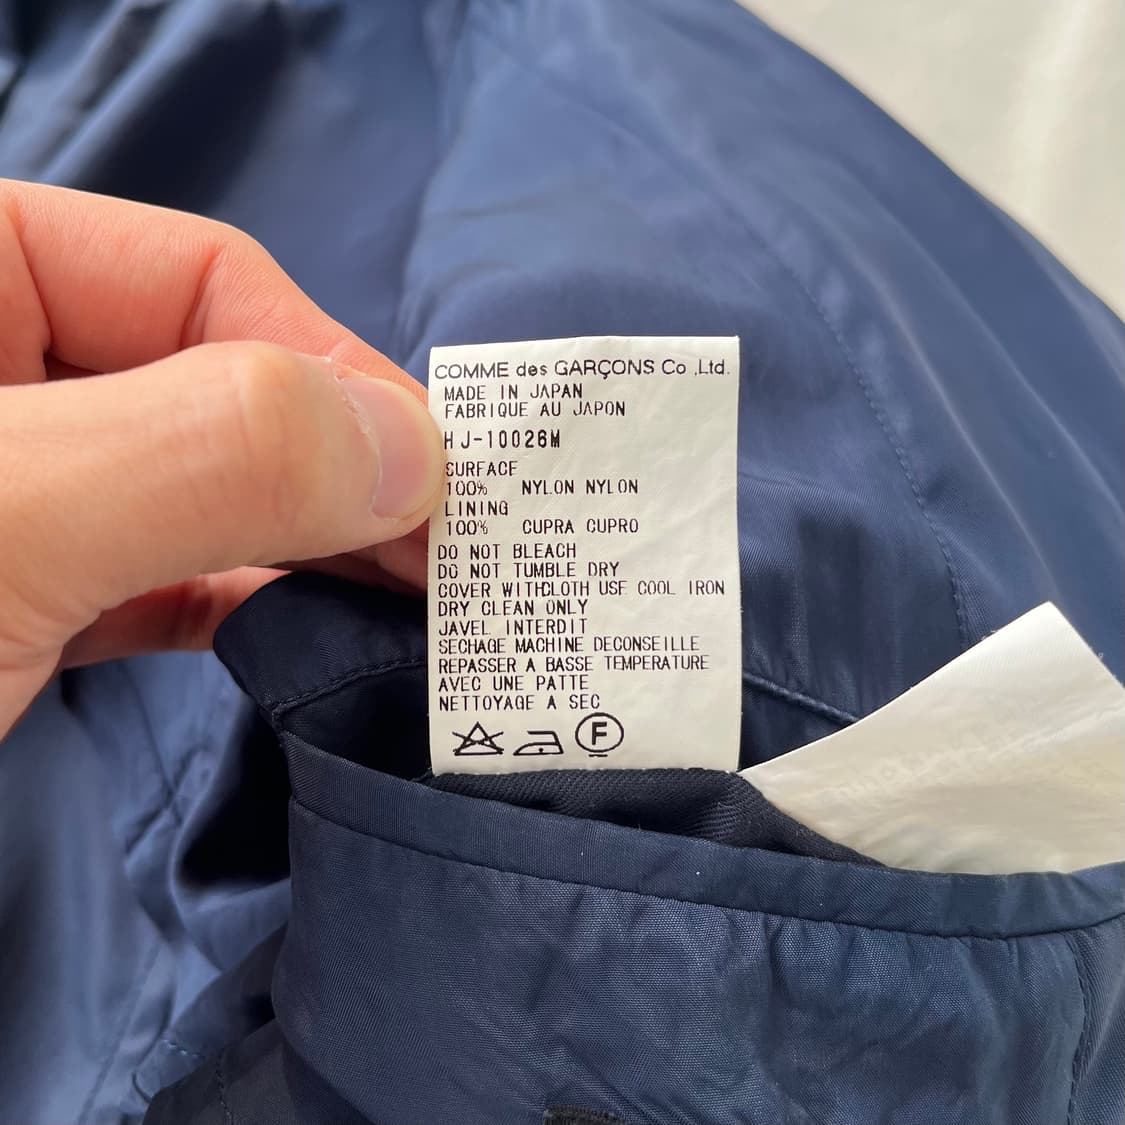 COMME des GARÇONS Co .,Ltd.
MADE IN JAPAN
FABRIQUE AU JAPON
HJ-10026M
SURFACE
100% NYLON NYLON
LINING
100% CUPRA CUPRO
DO NOT BLEACH
DO NOT TUMBLE DRY
COVER WITHCLOTH USE COOL IRON
DRY CLEAN ONLY
JAVEL INTERDIT
SECHAGE MACHINE DECONSEILLE
REPASSER A BASSE TEMPERATURE
AVEC UNE PATTE
NETTOYAGE A SEC
F